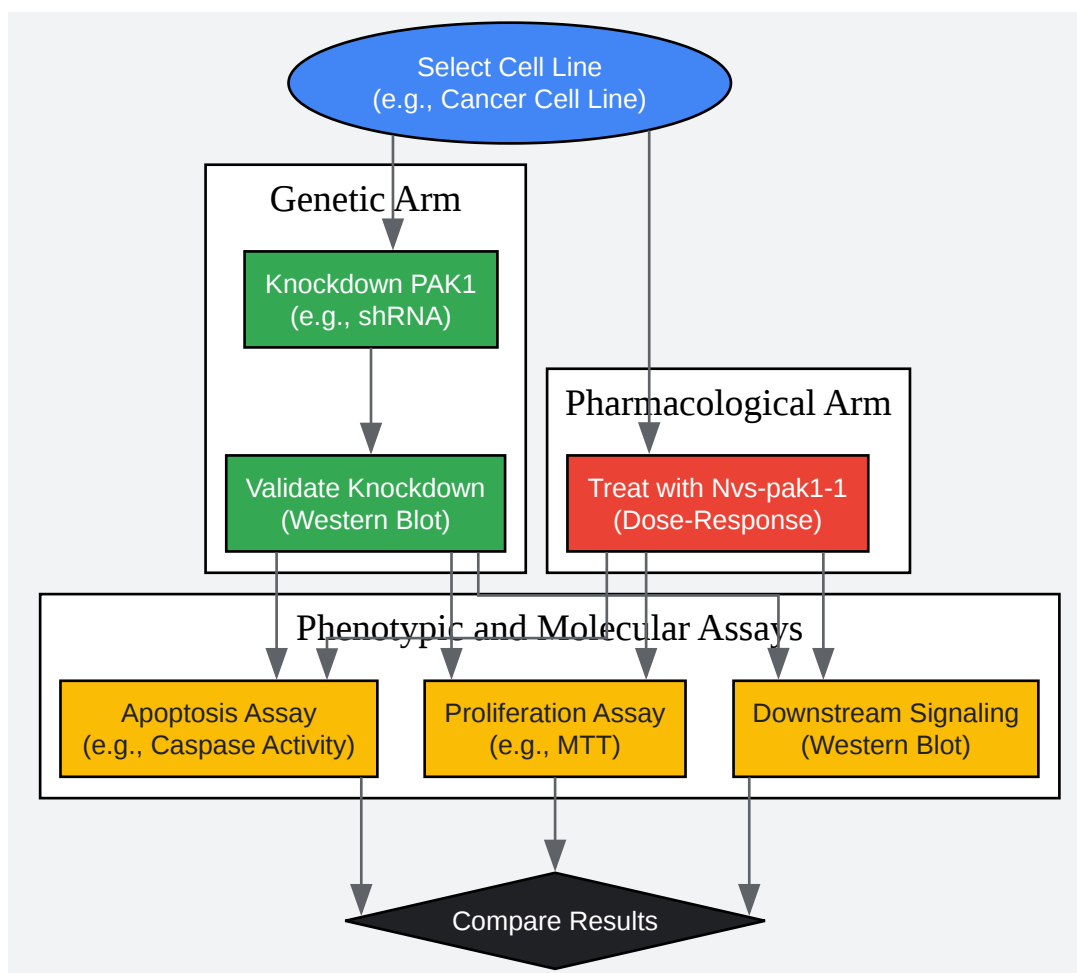 Select Cell Line
(e.g., Cancer Cell Line)
Genetic Arm
Knockdown PAK1
(e.g., shRNA)
Pharmacological Arm
Validate Knockdown
(Western Blot)
Treat with Nvs-pak1-1
(Dose-Response)
Phenotypic and Molecular Assays
Apoptosis Assay
(e.g., Caspase Activity)
Proliferation Assay
(e.g., MTT)
Downstream Signaling
(Western Blot)
Compare Results